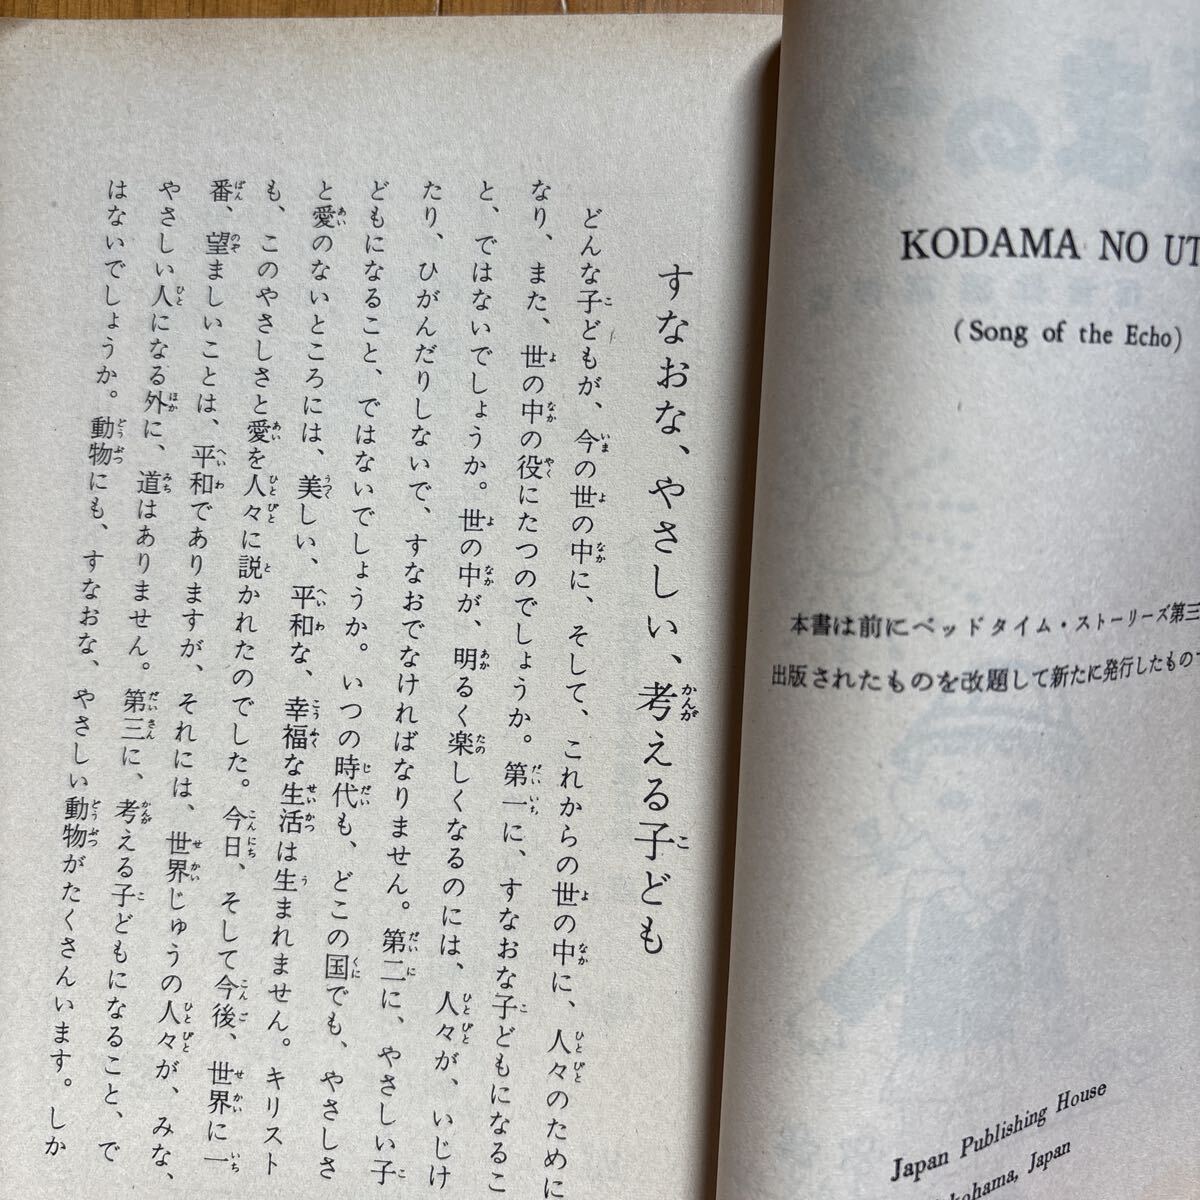 KODAMA NO UT
(Song of the Echo)
本書は前にベッドタイム・ストーリーズ第三
出版されたものを改題して新たに発行したもので
Japan Publishing House
kohama, Japan
すなおな、やさしい、考える子ども
どんな子どもが、今の世の中に、そして、これからの世の中に、人々のために
なり、また、世の中の役にたつのでしょうか。第一に、すなおな子どもになるこ
と、ではないでしょうか。世の中が、明るく楽しくなるのには、人々が、いじけ
たり、ひがんだりしないで、すなおでなければなりません。第二に、やさしい子
どもになること、ではないでしょうか。いつの時代も、どこの国でも、やさしさ
と愛のないところには、美しい、平和な、幸福な生活は生まれません。キリスト
も、このやさしさと愛を人々に説かれたのでした。今日、そして今後、世界に一
番、望ましいことは、平和でありますが、それには、世界じゅうの人々が、みな、
やさしい人になる外に、道はありません。第三に、考える子どもになること、で
はないでしょうか。動物にも、すなおな、やさしい動物がたくさんいます。しか